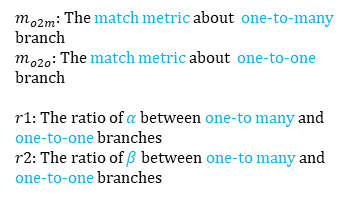 m_{o2m}: The match metric about one-to-many
branch
m_{o2o}: The match metric about one-to-one
branch
r1: The ratio of α between one-to many and
one-to-one branches
r2: The ratio of β between one-to many and
one-to-one branches